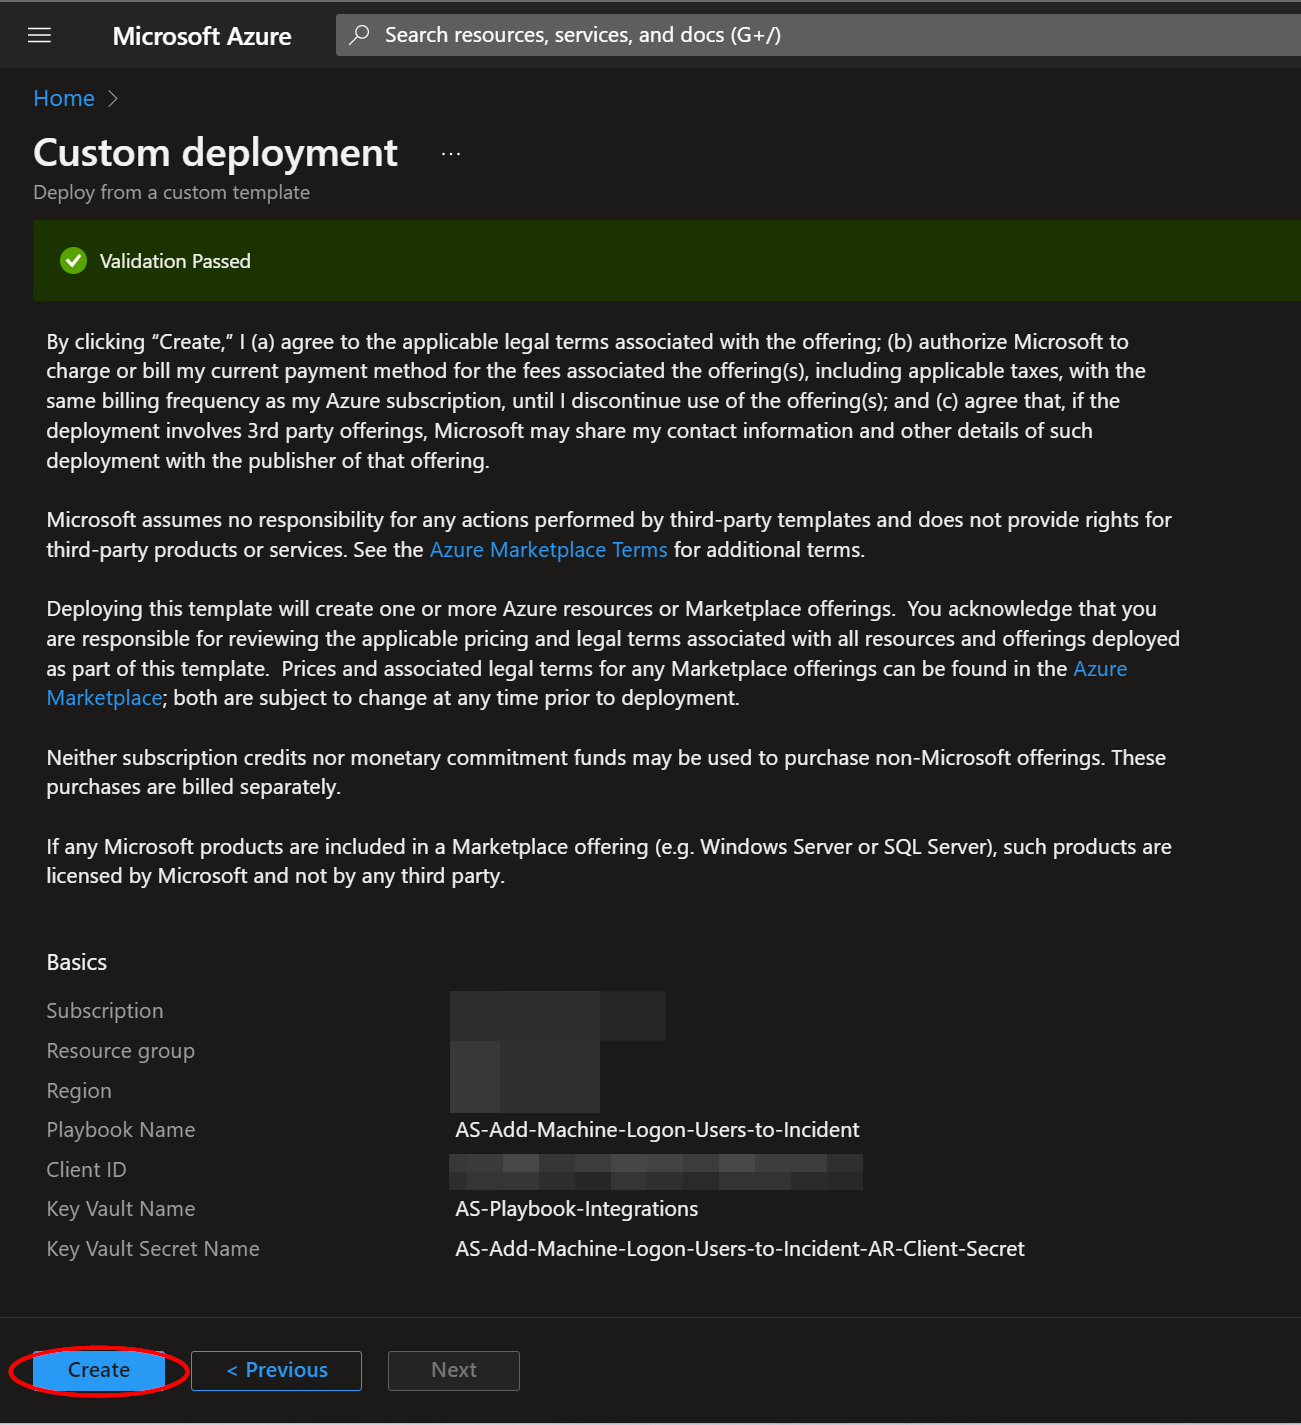 Microsoft Azure
Search resources, services, and docs (G+/)
Home
Custom deployment ...
Deploy from a custom template
Validation Passed
By clicking "Create," I (a) agree to the applicable legal terms associated with the offering; (b) authorize Microsoft to
charge or bill my current payment method for the fees associated the offering(s), including applicable taxes, with the
same billing frequency as my Azure subscription, until I discontinue use of the offering(s); and (c) agree that, if the
deployment involves 3rd party offerings, Microsoft may share my contact information and other details of such
deployment with the publisher of that offering.
Microsoft assumes no responsibility for any actions performed by third-party templates and does not provide rights for
third-party products or services. See the Azure Marketplace Terms for additional terms.
Deploying this template will create one or more Azure resources or Marketplace offerings.  You acknowledge that you
are responsible for reviewing the applicable pricing and legal terms associated with all resources and offerings deployed
as part of this template.  Prices and associated legal terms for any Marketplace offerings can be found in the Azure
Marketplace; both are subject to change at any time prior to deployment.
Neither subscription credits nor monetary commitment funds may be used to purchase non-Microsoft offerings. These
purchases are billed separately.
If any Microsoft products are included in a Marketplace offering (e.g. Windows Server or SQL Server), such products are
licensed by Microsoft and not by any third party.
Basics
Subscription
Resource group
Region
Playbook Name AS-Add-Machine-Logon-Users-to-Incident
Client ID
Key Vault Name AS-Playbook-Integrations
Key Vault Secret Name AS-Add-Machine-Logon-Users-to-Incident-AR-Client-Secret
Create < Previous Next